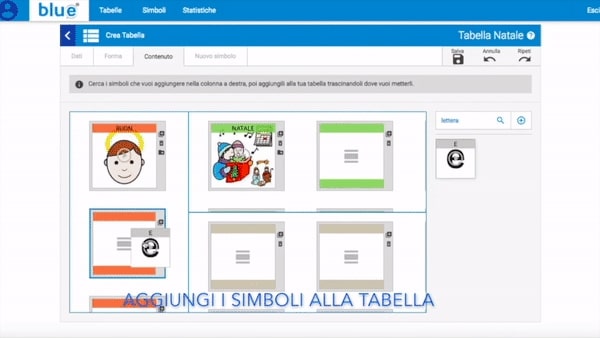 blue Tabelle Simboli Statistiche Esci
Crea Tabella Tabella Natale
Dati Forma Contenuto Nuovo simbolo Salva Annulla Ripeti
Cerca i simboli che vuoi aggiungere nella colonna a destra, poi aggiungili alla tua tabella trascinandoli dove vuoi metterli.
BUON... NATALE lettera
E
E
AGGIUNGI I SIMBOLI ALLA TABELLA